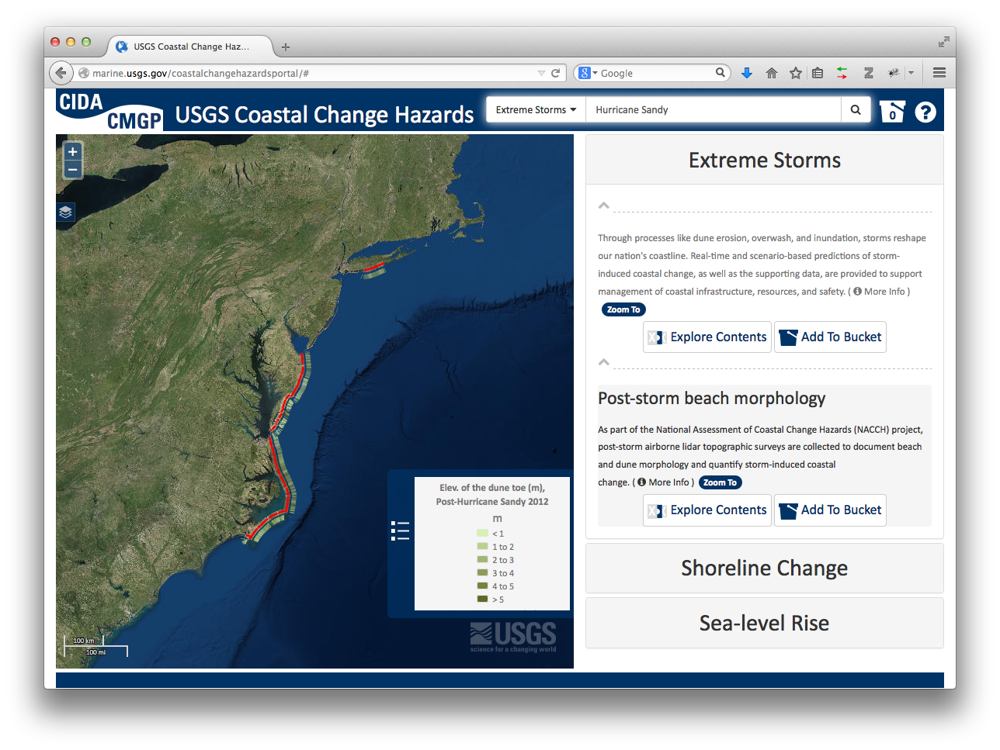 USGS Coastal Change Haz...
marine.usgs.gov/coastalchangehazardsportal/#
Google
CIDA
CMGP
USGS Coastal Change Hazards
Extreme Storms
Hurricane Sandy
0
?
+
−
Elev. of the dune toe (m),
Post-Hurricane Sandy 2012
m
< 1
1 to 2
2 to 3
3 to 4
4 to 5
> 5
100 km
100 mi
USGS
science for a changing world
Extreme Storms
Through processes like dune erosion, overwash, and inundation, storms reshape
our nation's coastline. Real-time and scenario-based predictions of storm-
induced coastal change, as well as the supporting data, are provided to support
management of coastal infrastructure, resources, and safety. ( More Info )
Zoom To
Explore Contents Add To Bucket
Post-storm beach morphology
As part of the National Assessment of Coastal Change Hazards (NACCH) project,
post-storm airborne lidar topographic surveys are collected to document beach
and dune morphology and quantify storm-induced coastal
change. ( More Info ) Zoom To
Explore Contents Add To Bucket
Shoreline Change
Sea-level Rise